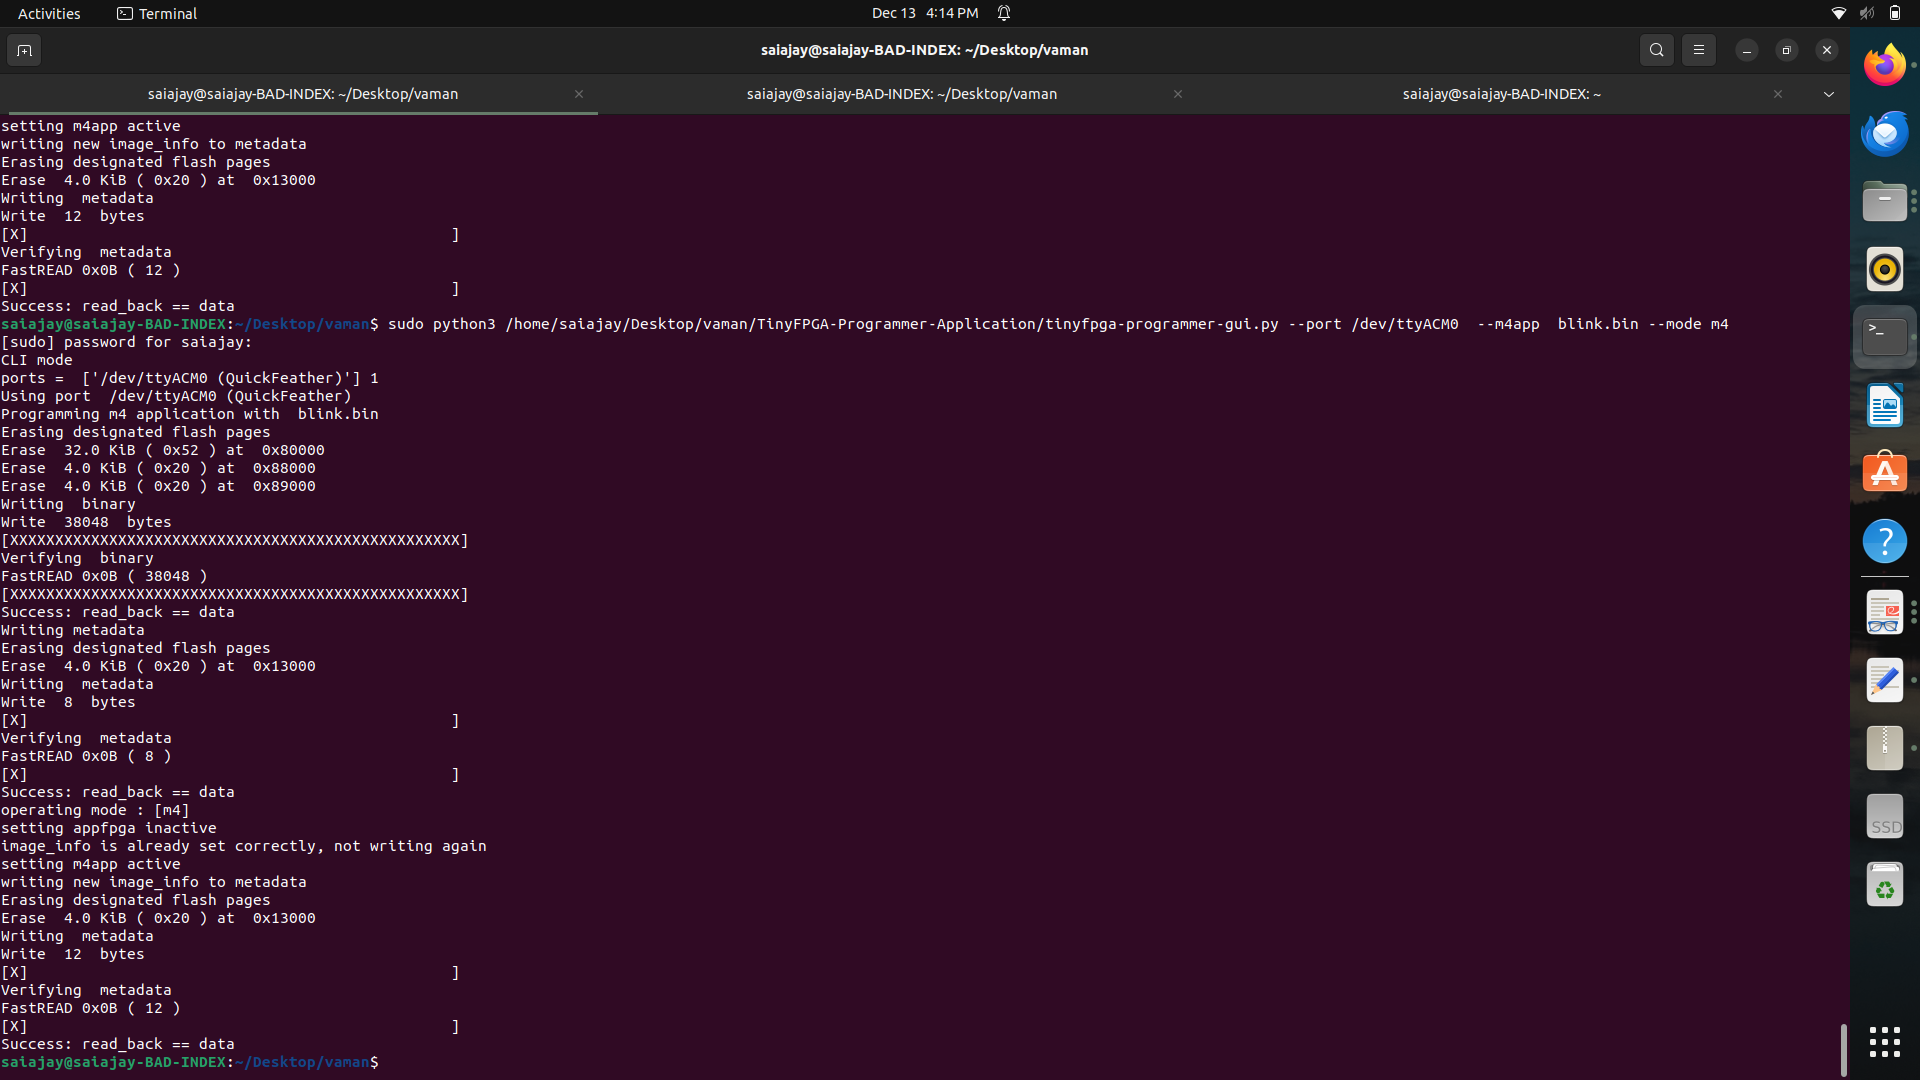 Activities
Terminal
Dec 13 4:14 PM
saiajay@saiajay-BAD-INDEX: ~/Desktop/vaman
saiajay@saiajay-BAD-INDEX: ~/Desktop/vaman
saiajay@saiajay-BAD-INDEX: ~/Desktop/vaman
saiajay@saiajay-BAD-INDEX: ~
setting m4app active
writing new image_info to metadata
Erasing designated flash pages
Erase  4.0 KiB ( 0x20 ) at  0x13000
Writing  metadata
Write  12  bytes
[X]                                               ]
Verifying  metadata
FastREAD 0x0B ( 12 )
[X]                                               ]
Success: read_back == data
saiajay@saiajay-BAD-INDEX:~/Desktop/vaman$ sudo python3 /home/saiajay/Desktop/vaman/TinyFPGA-Programmer-Application/tinyfpga-programmer-gui.py --port /dev/ttyACM0  --m4app  blink.bin --mode m4
[sudo] password for saiajay:
CLI mode
ports =  ['/dev/ttyACM0 (QuickFeather)'] 1
Using port  /dev/ttyACM0 (QuickFeather)
Programming m4 application with  blink.bin
Erasing designated flash pages
Erase  32.0 KiB ( 0x52 ) at  0x80000
Erase  4.0 KiB ( 0x20 ) at  0x88000
Erase  4.0 KiB ( 0x20 ) at  0x89000
Writing  binary
Write  38048  bytes
[XXXXXXXXXXXXXXXXXXXXXXXXXXXXXXXXXXXXXXXXXXXXXXXXXX]
Verifying  binary
FastREAD 0x0B ( 38048 )
[XXXXXXXXXXXXXXXXXXXXXXXXXXXXXXXXXXXXXXXXXXXXXXXXXX]
Success: read_back == data
Writing metadata
Erasing designated flash pages
Erase  4.0 KiB ( 0x20 ) at  0x13000
Writing  metadata
Write  8  bytes
[X]                                               ]
Verifying  metadata
FastREAD 0x0B ( 8 )
[X]                                               ]
Success: read_back == data
operating mode : [m4]
setting appfpga inactive
image_info is already set correctly, not writing again
setting m4app active
writing new image_info to metadata
Erasing designated flash pages
Erase  4.0 KiB ( 0x20 ) at  0x13000
Writing  metadata
Write  12  bytes
[X]                                               ]
Verifying  metadata
FastREAD 0x0B ( 12 )
[X]                                               ]
Success: read_back == data
saiajay@saiajay-BAD-INDEX:~/Desktop/vaman$
SSD